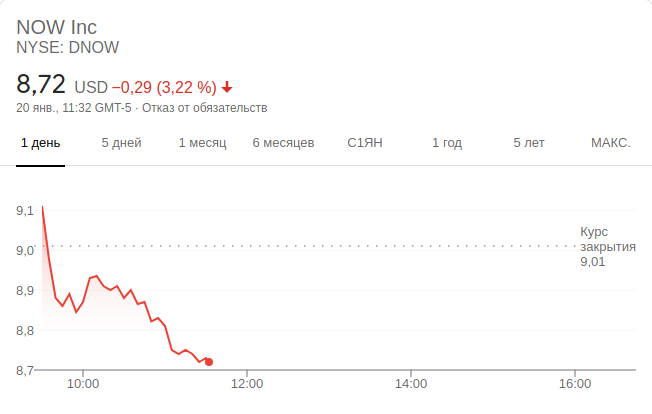 NOW Inc
NYSE: DNOW
8,72 USD −0,29 (3,22 %)
20 янв., 11:32 GMT-5 · Отказ от обязательств
1 день 5 дней 1 месяц 6 месяцев С1ЯН 1 год 5 лет МАКС.
9,1
Курс
закрытия
9,01
9,0
8,9
8,8
8,7
10:00 12:00 14:00 16:00